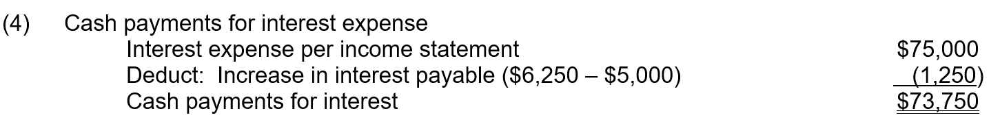 (4) Cash payments for interest expense
Interest expense per income statement $75,000
Deduct: Increase in interest payable ($6,250 – $5,000) (1,250)
Cash payments for interest $73,750